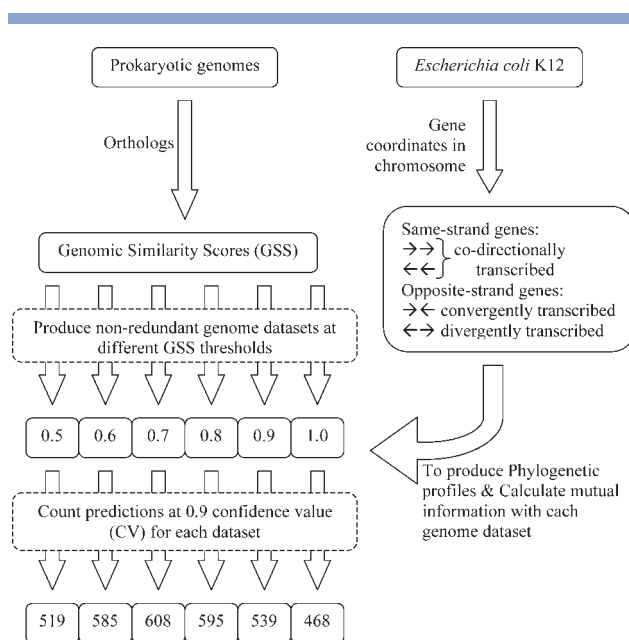 Prokaryotic genomes
Orthologs
Genomic Similarity Scores (GSS)
Produce non-redundant genome datasets at
different GSS thresholds
0.5 0.6 0.7 0.8 0.9 1.0
Count predictions at 0.9 confidence value
(CV) for each dataset
519 585 608 595 539 468
Escherichia coli K12
Gene
coordinates in
chromosome
Same-strand genes:
→→ co-directionally
←← transcribed
Opposite-strand genes:
→← convergently transcribed
←→ divergently transcribed
To produce Phylogenetic
profiles & Calculate mutual
information with each
genome dataset